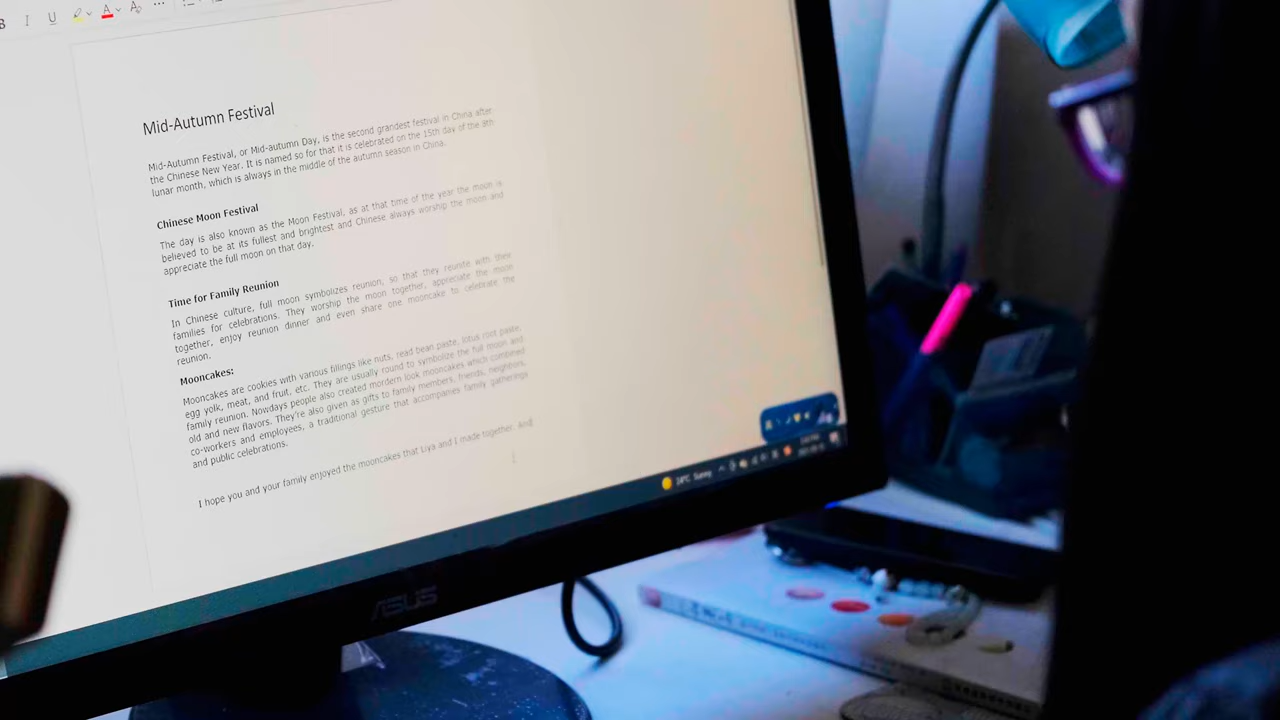 B I U A A ...
Mid-Autumn Festival
Mid-Autumn Festival, or Mid-autumn Day, is the second grandest festival in China after
the Chinese New Year. It is named so for that it is celebrated on the 15th day of the 8th
lunar month, which is always in the middle of the autumn season in China.
Chinese Moon Festival
The day is also known as the Moon Festival, as at that time of the year the moon is
believed to be at its fullest and brightest and Chinese always worship the moon and
appreciate the full moon on that day.
Time for Family Reunion
In Chinese culture, full moon symbolizes reunion, so that they reunite with their
families for celebrations. They worship the moon together, appreciate the moon
together, enjoy reunion dinner and even share one mooncake to celebrate the
reunion.
Mooncakes:
Mooncakes are cookies with various fillings like nuts, read bean paste, lotus root paste,
egg yolk, meat, and fruit, etc. They are usually round to symbolize the full moon and
family reunion. Nowdays people also created mordern look mooncakes which combined
old and new flavors. They're also given as gifts to family members, friends, neighbors,
co-workers and employees, a traditional gesture that accompanies family gatherings
and public celebrations.
I hope you and your family enjoyed the mooncakes that Liya and I made together. And
Sunny
ASUS